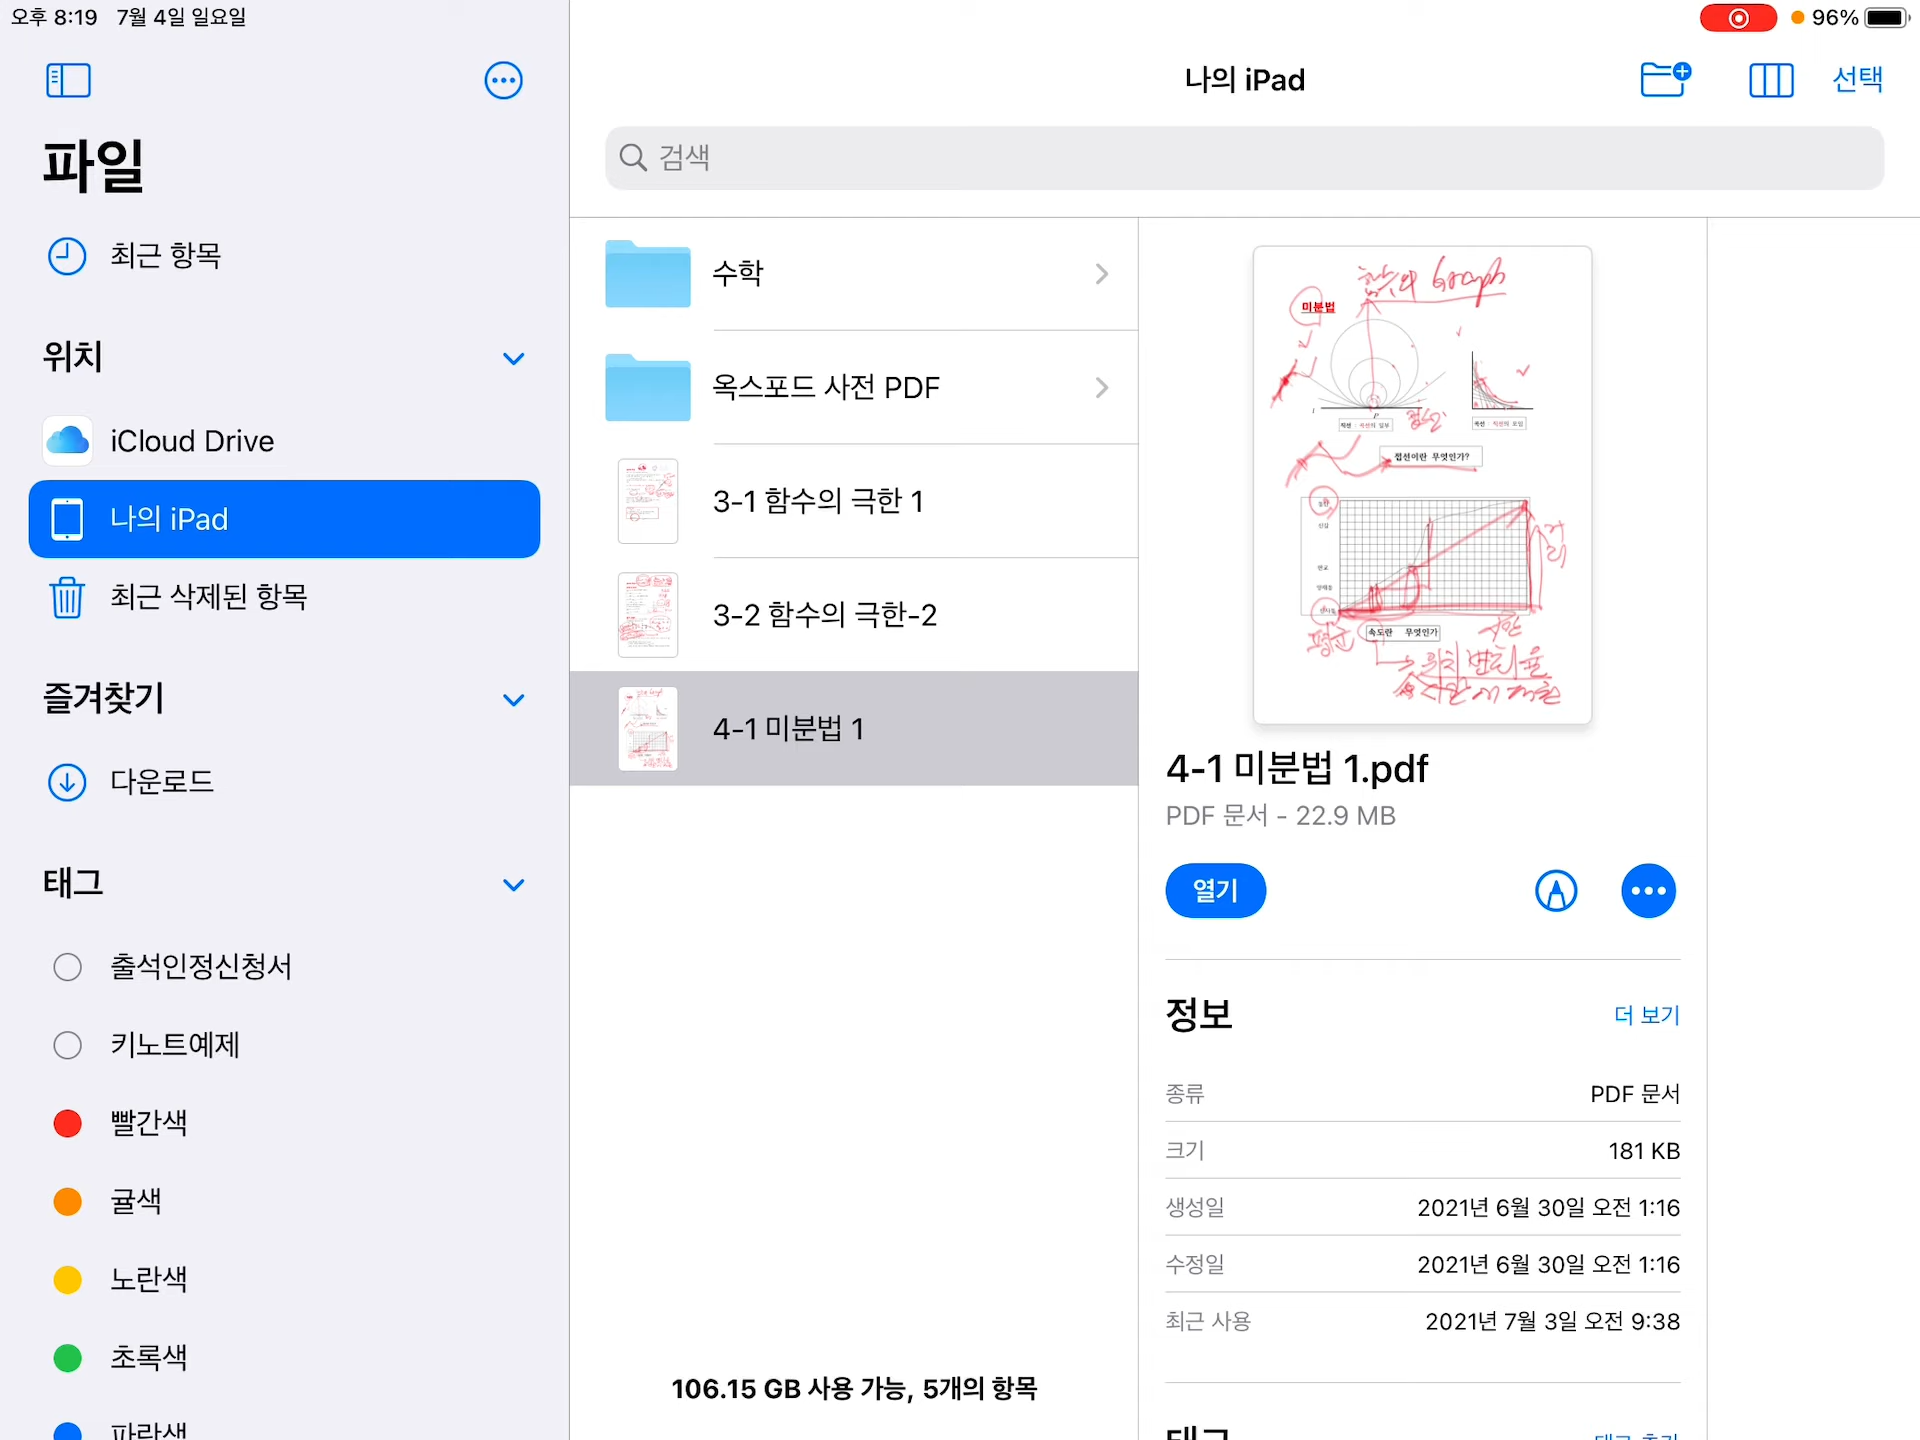 오후 8:19 7월 4일 일요일
96%
파일
최근 항목
위치
iCloud Drive
나의 iPad
최근 삭제된 항목
즐겨찾기
다운로드
태그
출석인정신청서
키노트예제
빨간색
귤색
노란색
초록색
파란색
나의 iPad
선택
검색
수학
옥스포드 사전 PDF
3-1 함수의 극한 1
3-2 함수의 극한-2
4-1 미분법 1
106.15 GB 사용 가능, 5개의 항목
Graph
미분법
접선이란 무엇인가?
속도란 무엇인가
4-1 미분법 1.pdf
PDF 문서 - 22.9 MB
열기
정보
더 보기
종류 PDF 문서
크기 181 KB
생성일 2021년 6월 30일 오전 1:16
수정일 2021년 6월 30일 오전 1:16
최근 사용 2021년 7월 3일 오전 9:38